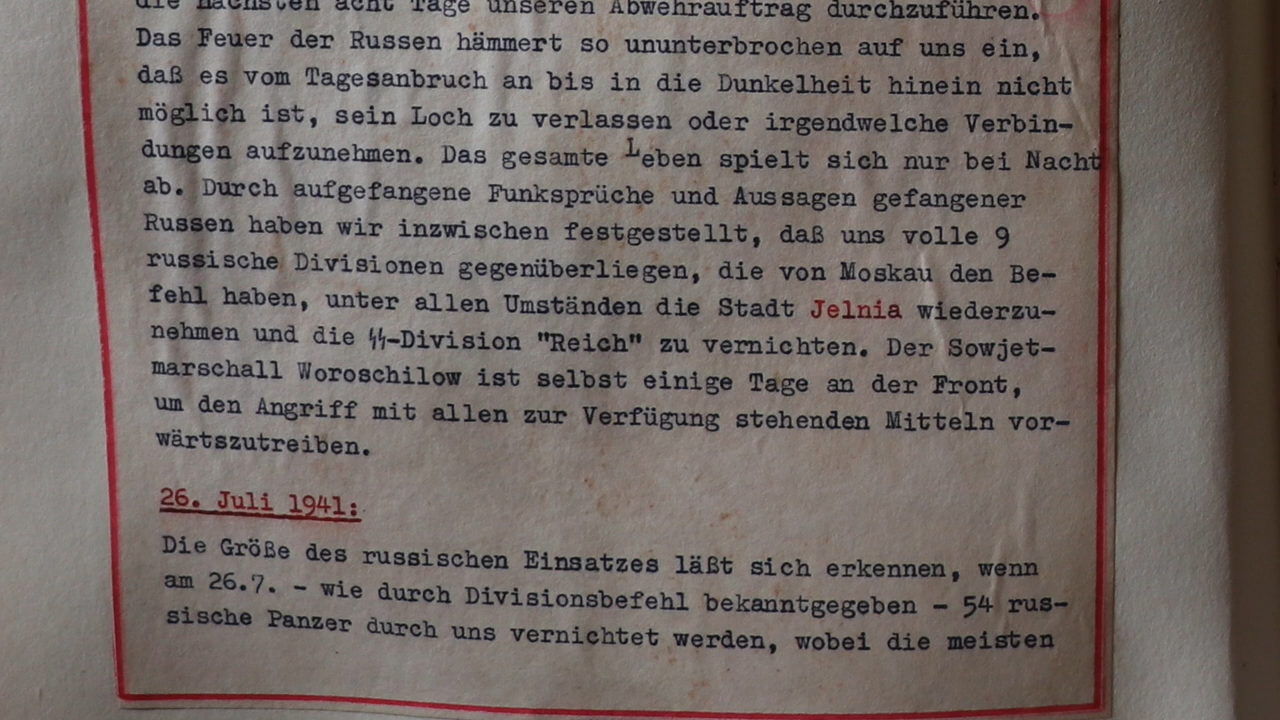 die nächsten acht Tage unseren Abwehrauftrag durchzuführen.
Das Feuer der Russen hämmert so ununterbrochen auf uns ein,
daß es vom Tagesanbruch an bis in die Dunkelheit hinein nicht
möglich ist, sein Loch zu verlassen oder irgendwelche Verbin-
dungen aufzunehmen. Das gesamte Leben spielt sich nur bei Nacht
ab. Durch aufgefangene Funksprüche und Aussagen gefangener
Russen haben wir inzwischen festgestellt, daß uns volle 9
russische Divisionen gegenüberliegen, die von Moskau den Be-
fehl haben, unter allen Umständen die Stadt Jelnia wiederzu-
nehmen und die ᛋᛋ-Division "Reich" zu vernichten. Der Sowjet-
marschall Woroschilow ist selbst einige Tage an der Front,
um den Angriff mit allen zur Verfügung stehenden Mitteln vor-
wärtszutreiben.
26. Juli 1941:
Die Größe des russischen Einsatzes läßt sich erkennen, wenn
am 26.7. - wie durch Divisionsbefehl bekanntgegeben - 54 rus-
sische Panzer durch uns vernichtet werden, wobei die meisten